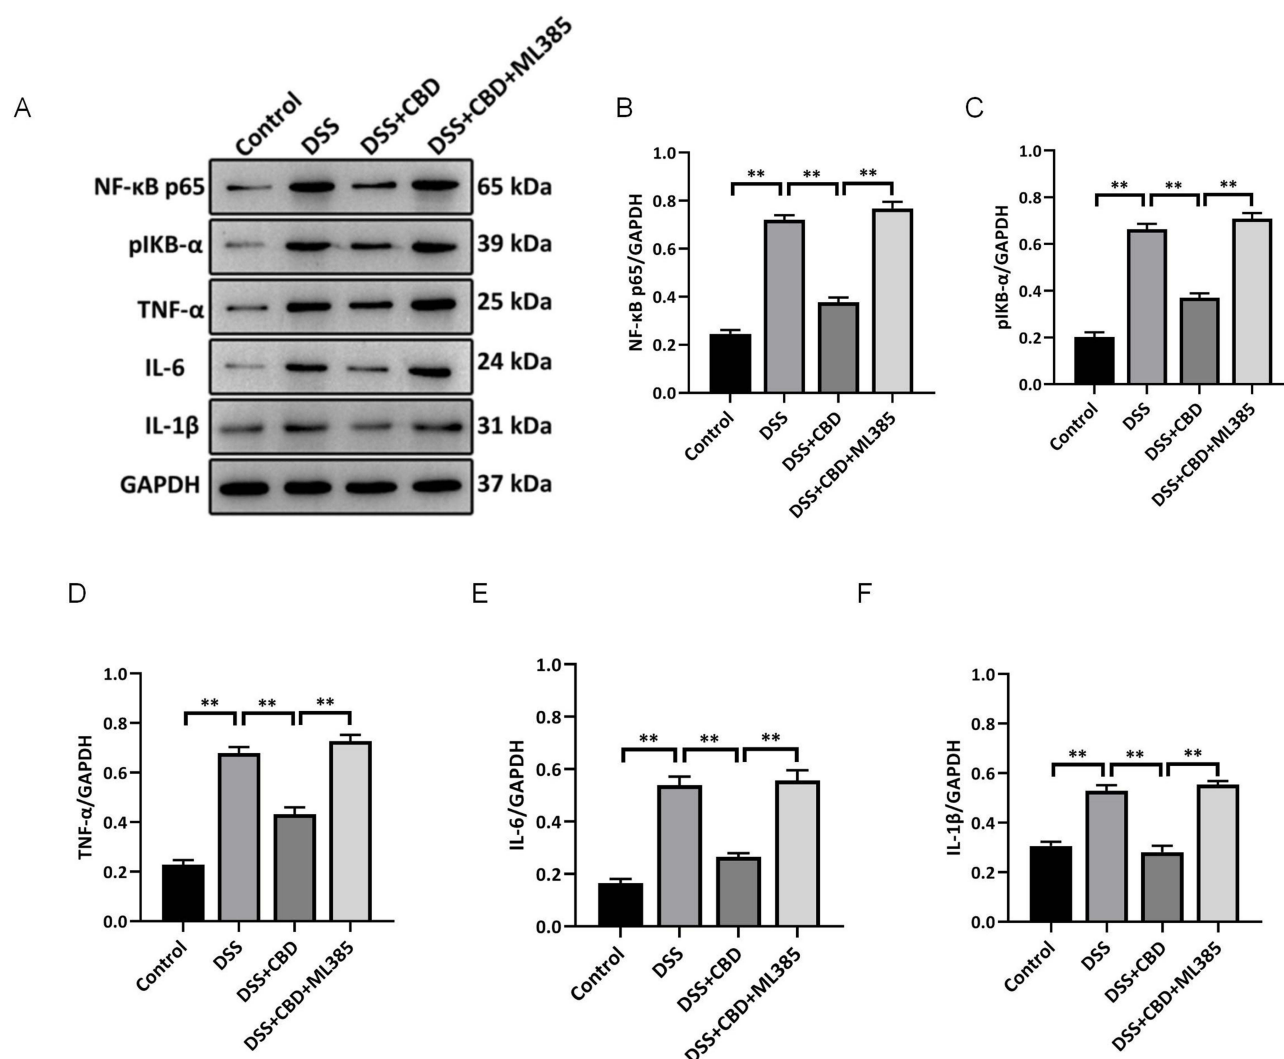 A
Control
DSS
DSS+CBD
DSS+CBD+ML385
NF-κB p65
65 kDa
pIKB-α
39 kDa
TNF-α
25 kDa
IL-6
24 kDa
IL-1β
31 kDa
GAPDH
37 kDa
B
NF-κB p65/GAPDH
1.0
0.8
0.6
0.4
0.2
0.0
** ** **
Control
DSS
DSS+CBD
DSS+CBD+ML385
C
pIKB-α/GAPDH
1.0
0.8
0.6
0.4
0.2
0.0
** ** **
Control
DSS
DSS+CBD
DSS+CBD+ML385
D
TNF-α/GAPDH
1.0
0.8
0.6
0.4
0.2
0.0
** ** **
Control
DSS
DSS+CBD
DSS+CBD+ML385
E
IL-6/GAPDH
1.0
0.8
0.6
0.4
0.2
0.0
** ** **
Control
DSS
DSS+CBD
DSS+CBD+ML385
F
IL-1β/GAPDH
1.0
0.8
0.6
0.4
0.2
0.0
** ** **
Control
DSS
DSS+CBD
DSS+CBD+ML385